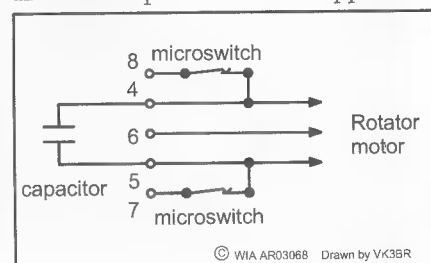 microswitch
8
4
6
Rotator
motor
capacitor
5
7
microswitch
© WIA AR03068 Drawn by VK3BR